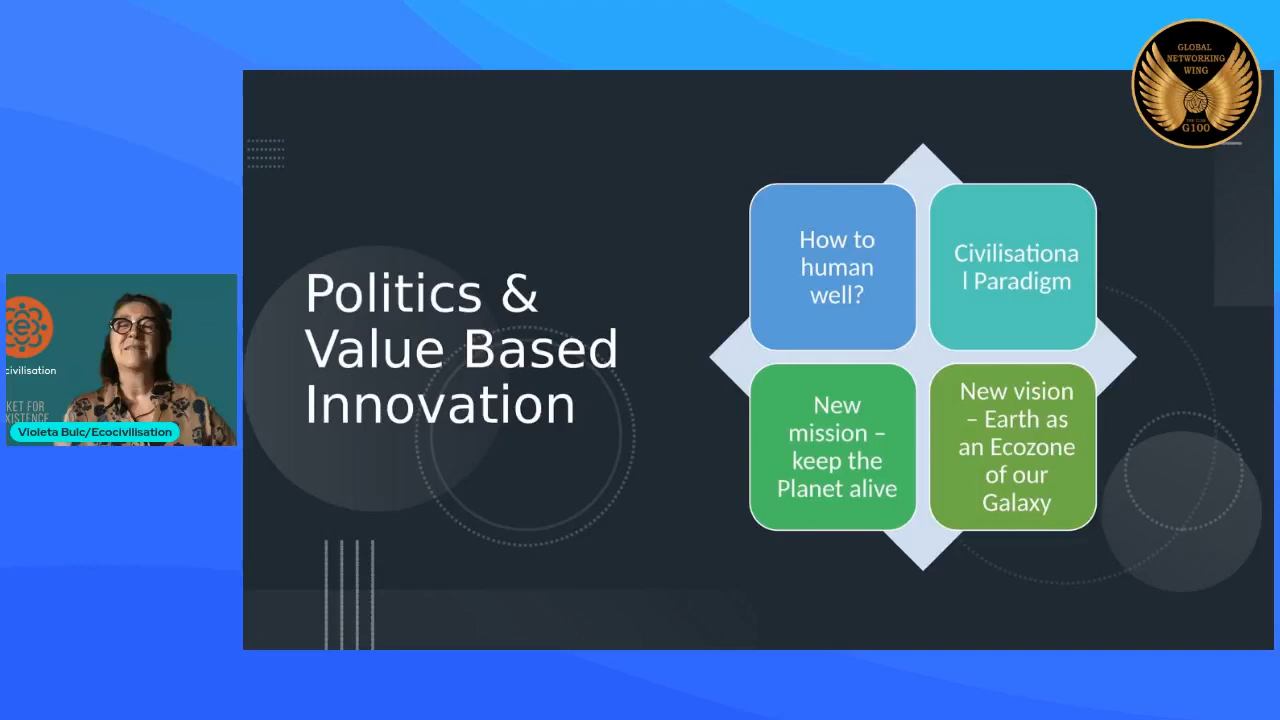 GLOBAL
NETWORKING
WING
G100
Politics &
Value Based
Innovation
How to
human
well?
Civilisationa
l Paradigm
New
mission –
keep the
Planet alive
New vision
– Earth as
an Ecozone
of our
Galaxy
e
civilisation
KET FOR
XISTENCE
Violeta Bulc/Ecocivilisation